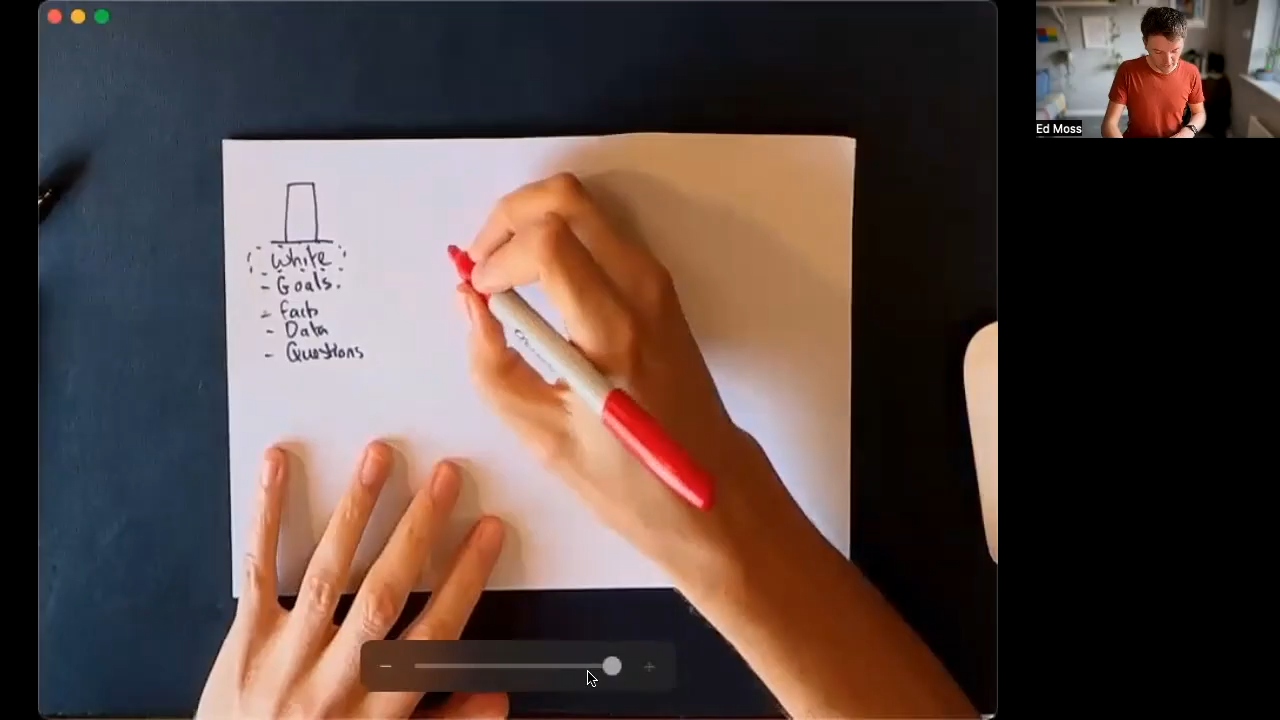 White
- Goals.
- Facts
- Data
- Questions
Ed Moss